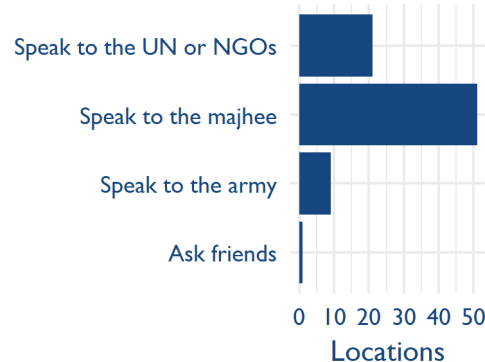 Speak to the UN or NGOs
Speak to the majhee
Speak to the army
Ask friends
0 10 20 30 40 50
Locations